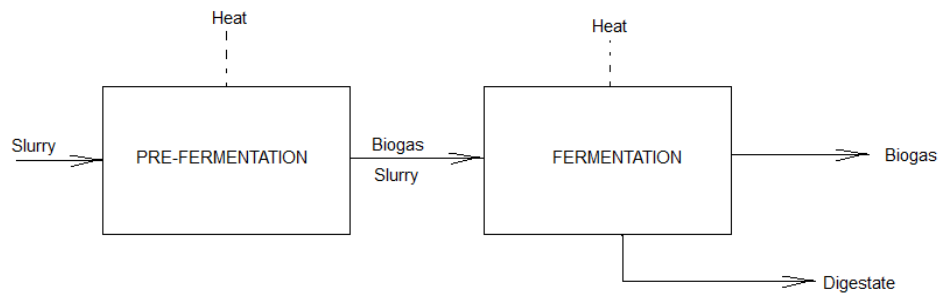 Heat
Heat
Slurry
PRE-FERMENTATION
Biogas
Slurry
FERMENTATION
Biogas
Digestate